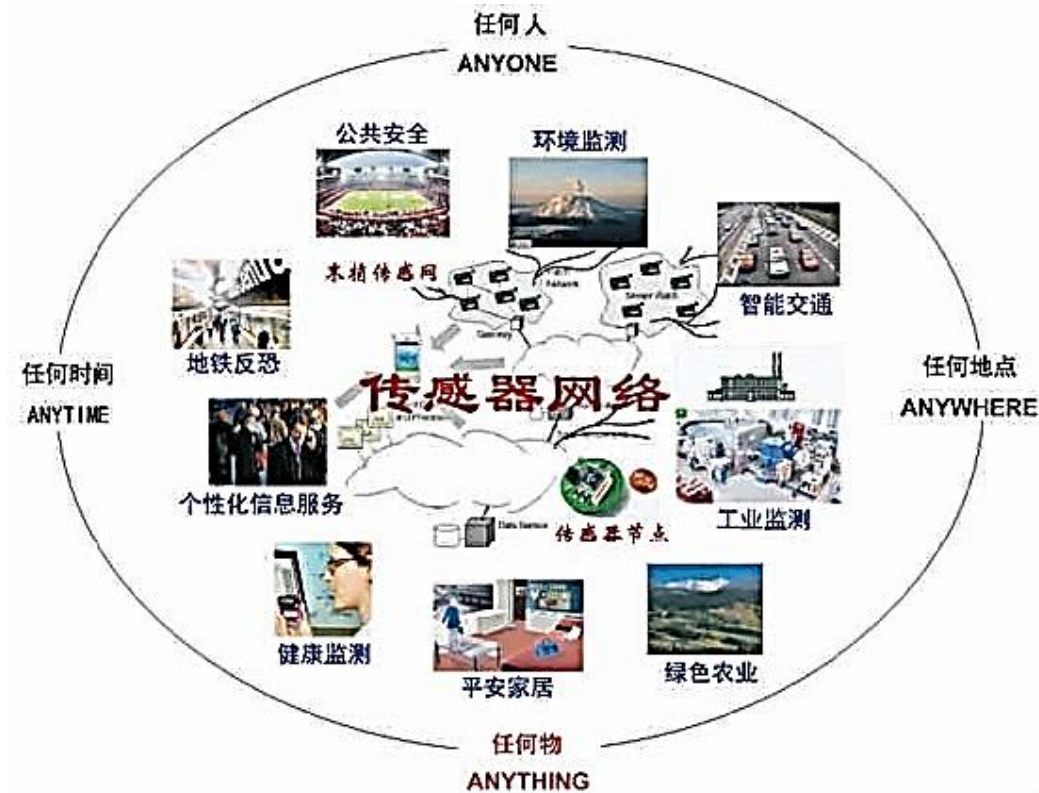 任何人
ANYONE
公共安全
环境监测
末梢传感网
智能交通
地铁反恐
任何时间
ANYTIME
任何地点
ANYWHERE
传感器网络
个性化信息服务
传感器节点
工业监测
健康监测
平安家居
绿色农业
任何物
ANYTHING